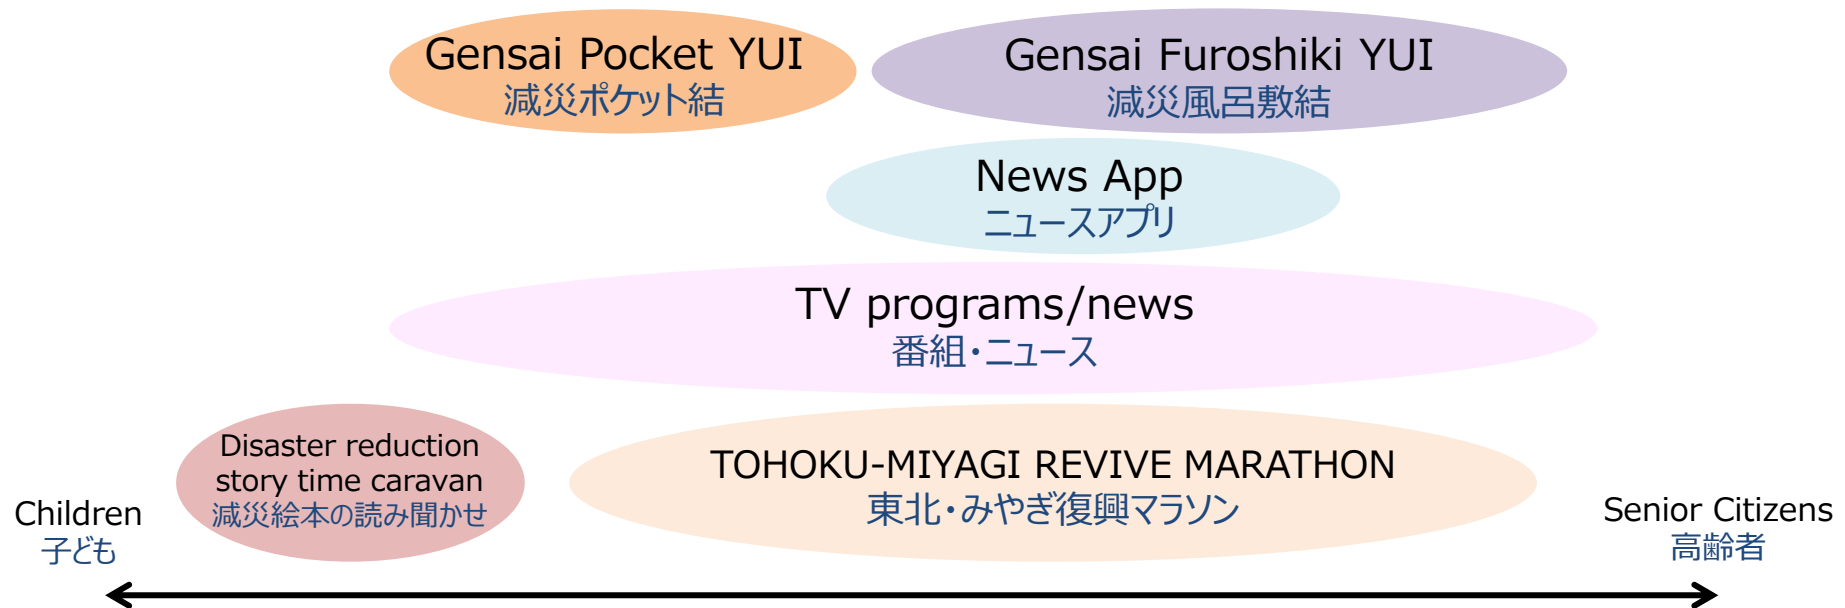 Gensai Pocket YUI
減災ポケット結
Gensai Furoshiki YUI
減災風呂敷結
News App
ニュースアプリ
TV programs/news
番組・ニュース
Disaster reduction
story time caravan
減災絵本の読み聞かせ
TOHOKU-MIYAGI REVIVE MARATHON
東北・みやぎ復興マラソン
Children
子ども
Senior Citizens
高齢者